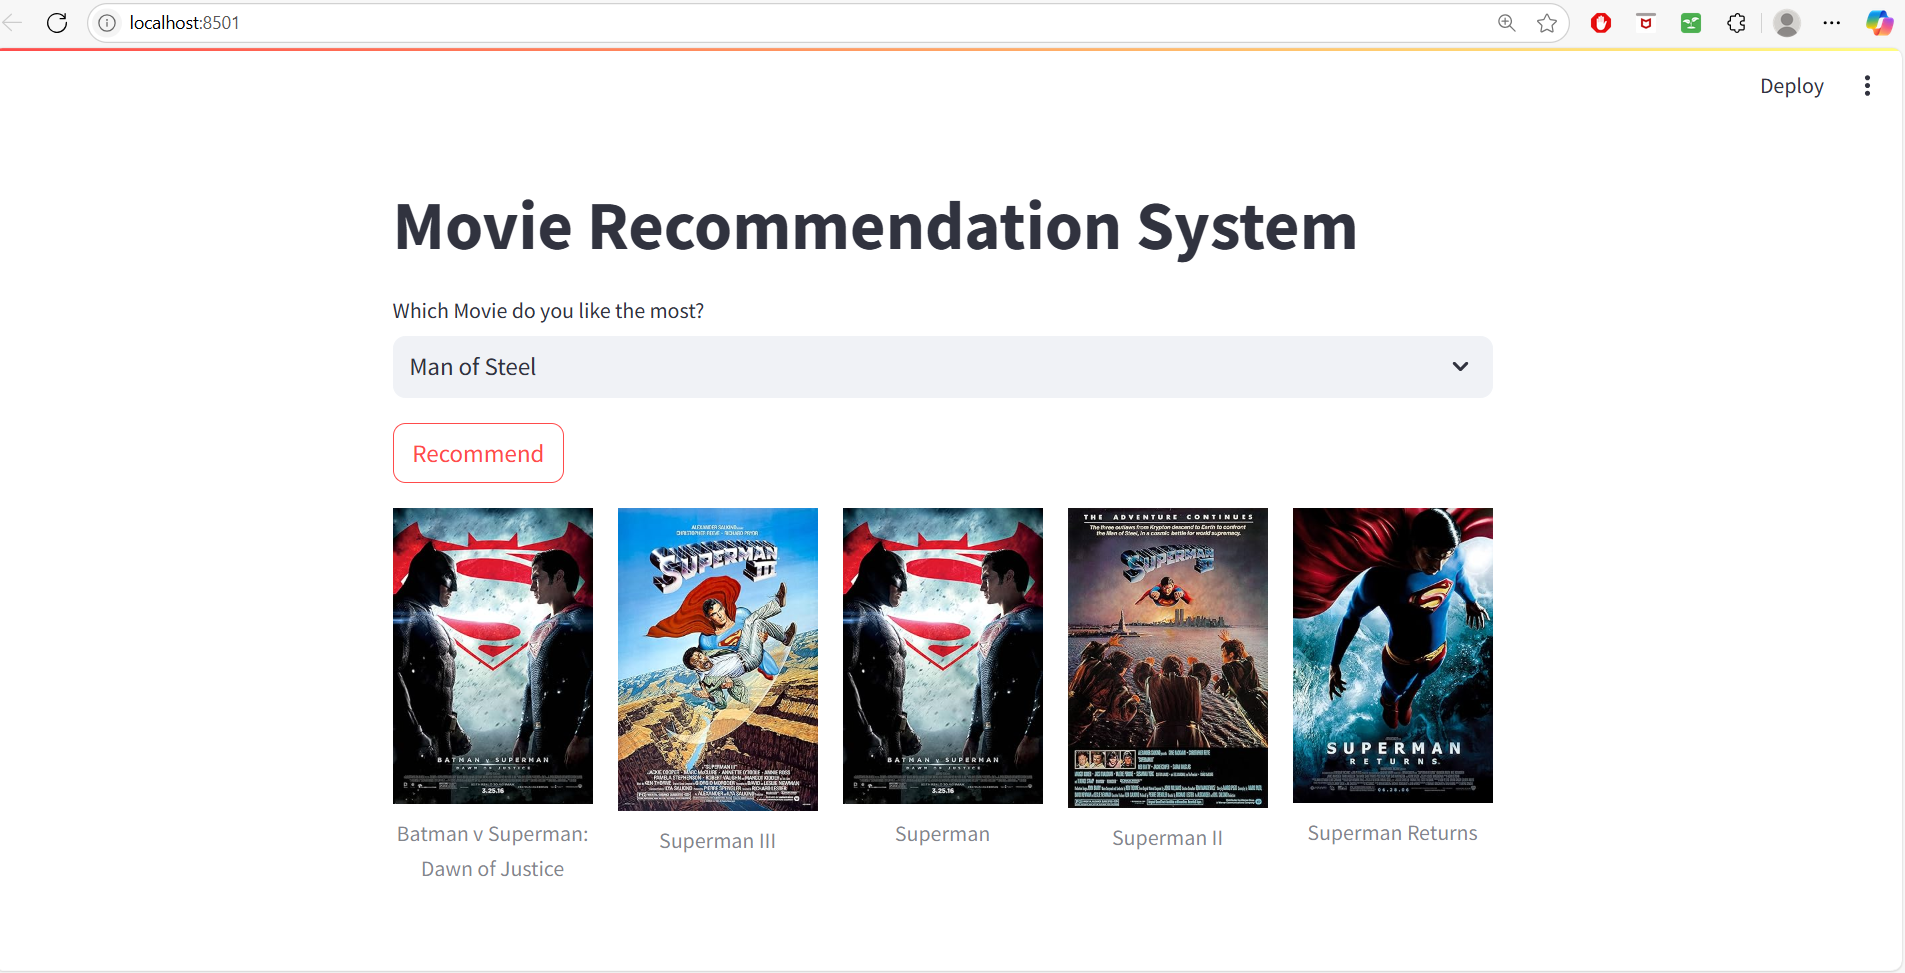 localhost:8501
Deploy
Movie Recommendation System
Which Movie do you like the most?
Man of Steel
Recommend
BATMAN V SUPERMAN
DAWN OF JUSTICE
3.25.16
Batman v Superman:
Dawn of Justice
SUPERMAN
III
Superman III
BATMAN V SUPERMAN
DAWN OF JUSTICE
3.25.16
Superman
THE ADVENTURE CONTINUES
The three outlaws from Krypton descend to Earth to confront
the Man of Steel, in a cosmic battle for world supremacy.
SUPERMAN
II
Superman II
SUPERMAN
RETURNS
06.28.06
Superman Returns